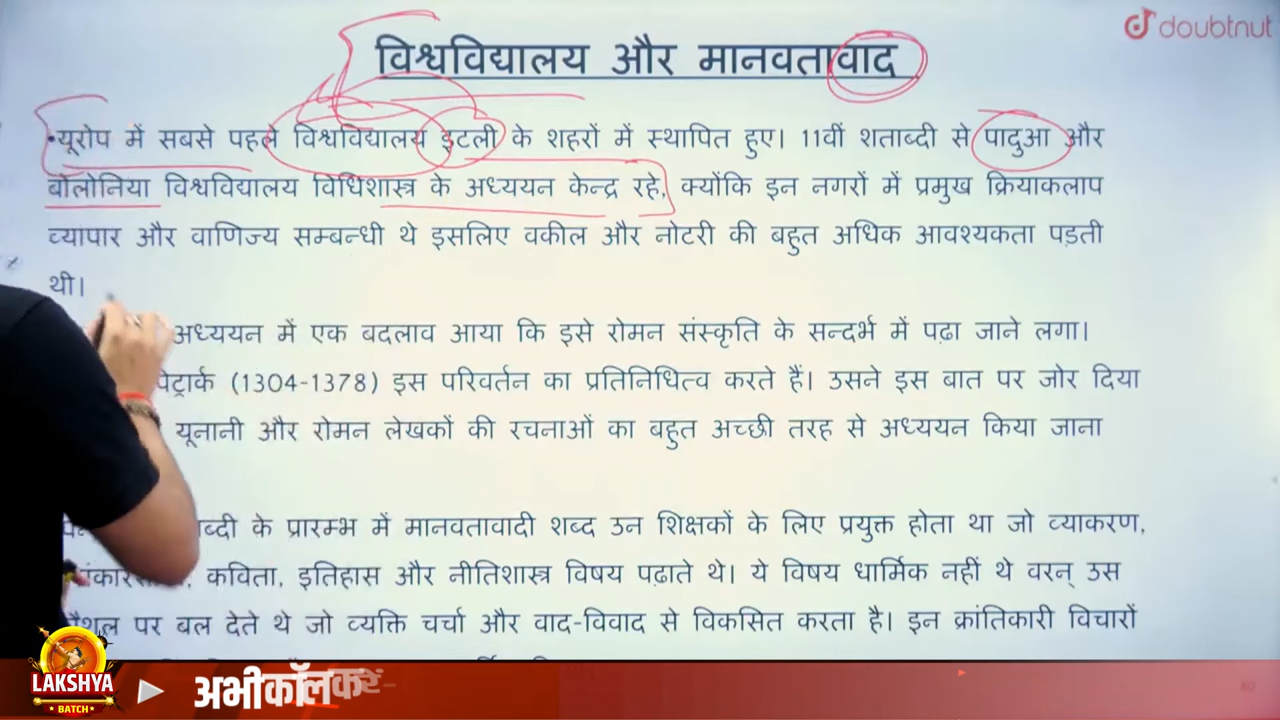 doubtnut
विश्वविद्यालय और मानवतावाद
•यूरोप में सबसे पहले विश्वविद्यालय इटली के शहरों में स्थापित हुए। 11वीं शताब्दी से पादुआ और
बोलोनिया विश्वविद्यालय विधिशास्त्र के अध्ययन केन्द्र रहे, क्योंकि इन नगरों में प्रमुख क्रियाकलाप
व्यापार और वाणिज्य सम्बन्धी थे इसलिए वकील और नोटरी की बहुत अधिक आवश्यकता पड़ती
थी।
अध्ययन में एक बदलाव आया कि इसे रोमन संस्कृति के सन्दर्भ में पढ़ा जाने लगा।
पेट्रार्क (1304-1378) इस परिवर्तन का प्रतिनिधित्व करते हैं। उसने इस बात पर जोर दिया
यूनानी और रोमन लेखकों की रचनाओं का बहुत अच्छी तरह से अध्ययन किया जाना
के प्रारम्भ में मानवतावादी शब्द उन शिक्षकों के लिए प्रयुक्त होता था जो व्याकरण,
कविता, इतिहास और नीतिशास्त्र विषय पढ़ाते थे। ये विषय धार्मिक नहीं थे वरन् उस
पर बल देते थे जो व्यक्ति चर्चा और वाद-विवाद से विकसित करता है। इन क्रांतिकारी विचारों
LAKSHYA
BATCH
अभी कॉल करें-